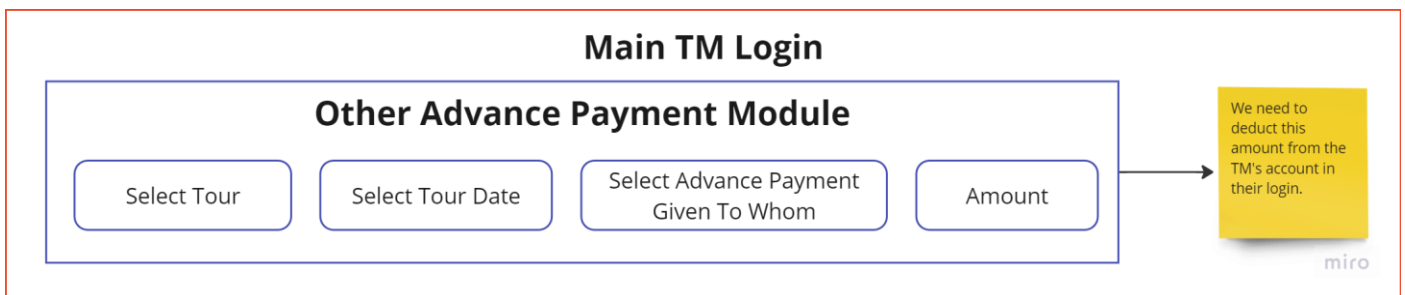 Main TM Login
Other Advance Payment Module
Select Tour
Select Tour Date
Select Advance Payment
Given To Whom
Amount
We need to
deduct this
amount from the
TM's account in
their login.
miro